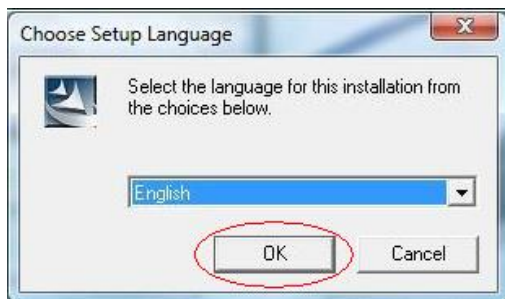 Choose Setup Language
Select the language for this installation from
the choices below.
English
OK
Cancel